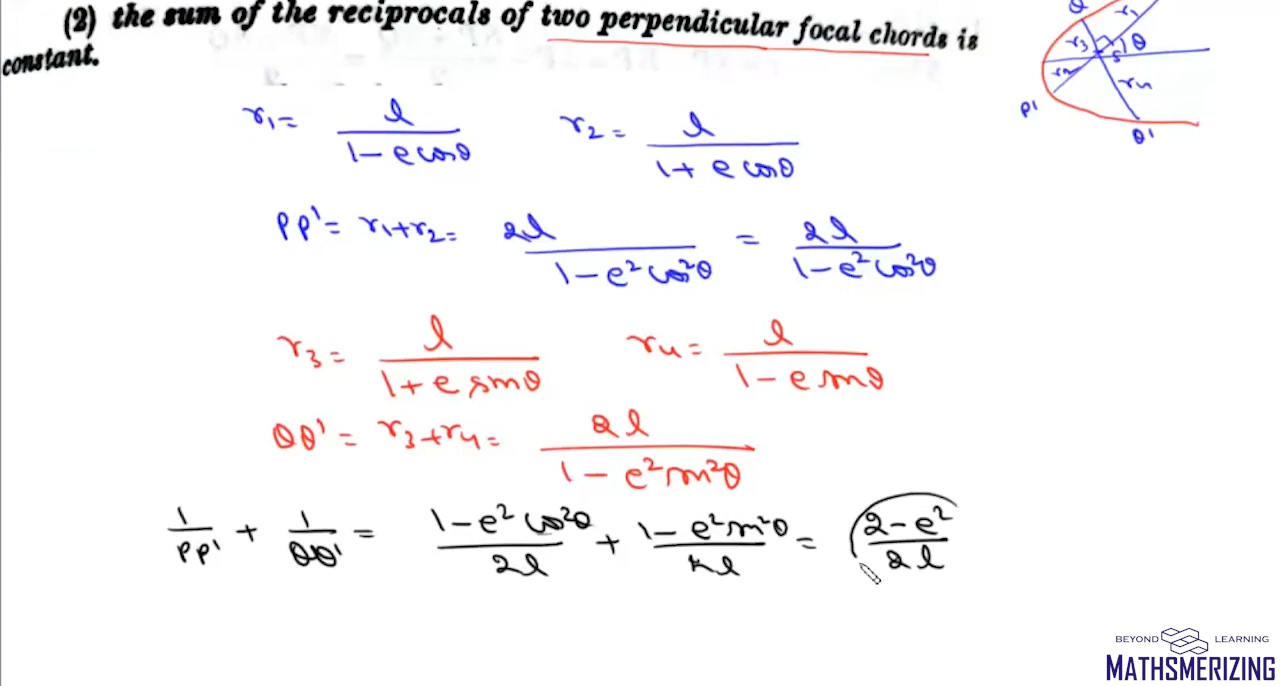 (2) the sum of the reciprocals of two perpendicular focal chords is
constant.
r₁ = l / (1 - e cosθ)    r₂ = l / (1 + e cosθ)
PP' = r₁+r₂ = 2l / (1 - e² cos²θ) = 2l / (1 - e² cos²θ)
r₃ = l / (1 + e sinθ)    r₄ = l / (1 - e sinθ)
QQ' = r₃+r₄ = 2l / (1 - e² sin²θ)
1/PP' + 1/QQ' = (1 - e² cos²θ) / 2l + (1 - e² sin²θ) / 2l = (2 - e²) / 2l
Q r₁
r₃ θ
S
r₂ r₄
P'
Q'
BEYOND LEARNING
MATHSMERIZING